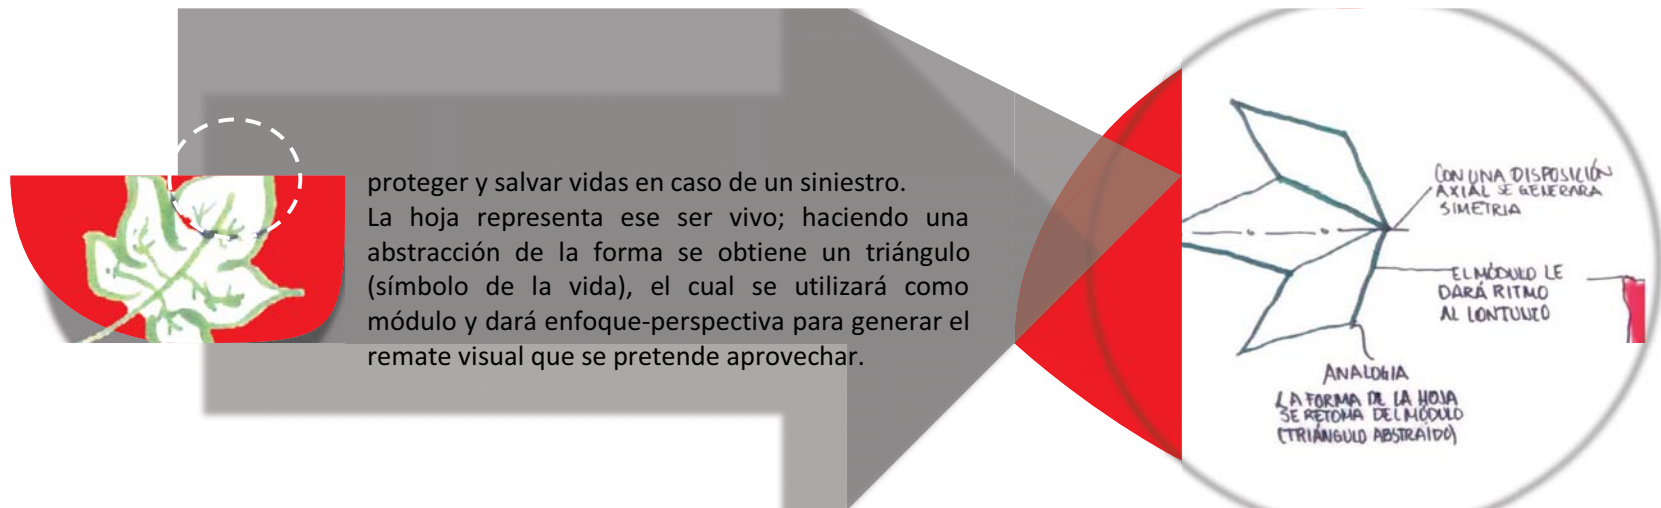 proteger y salvar vidas en caso de un siniestro.
La hoja representa ese ser vivo; haciendo una
abstracción de la forma se obtiene un triángulo
(símbolo de la vida), el cual se utilizará como
módulo y dará enfoque-perspectiva para generar el
remate visual que se pretende aprovechar.
CON UNA DISPOSICIÓN
AXIAL SE GENERARA
SIMETRIA
EL MÓDULO LE
DARÁ RITMO
AL
ANALOGIA
LA FORMA DE LA HOJA
SE RETOMA DEL MÓDULO
(TRIÁNGULO ABSTRAÍDO)